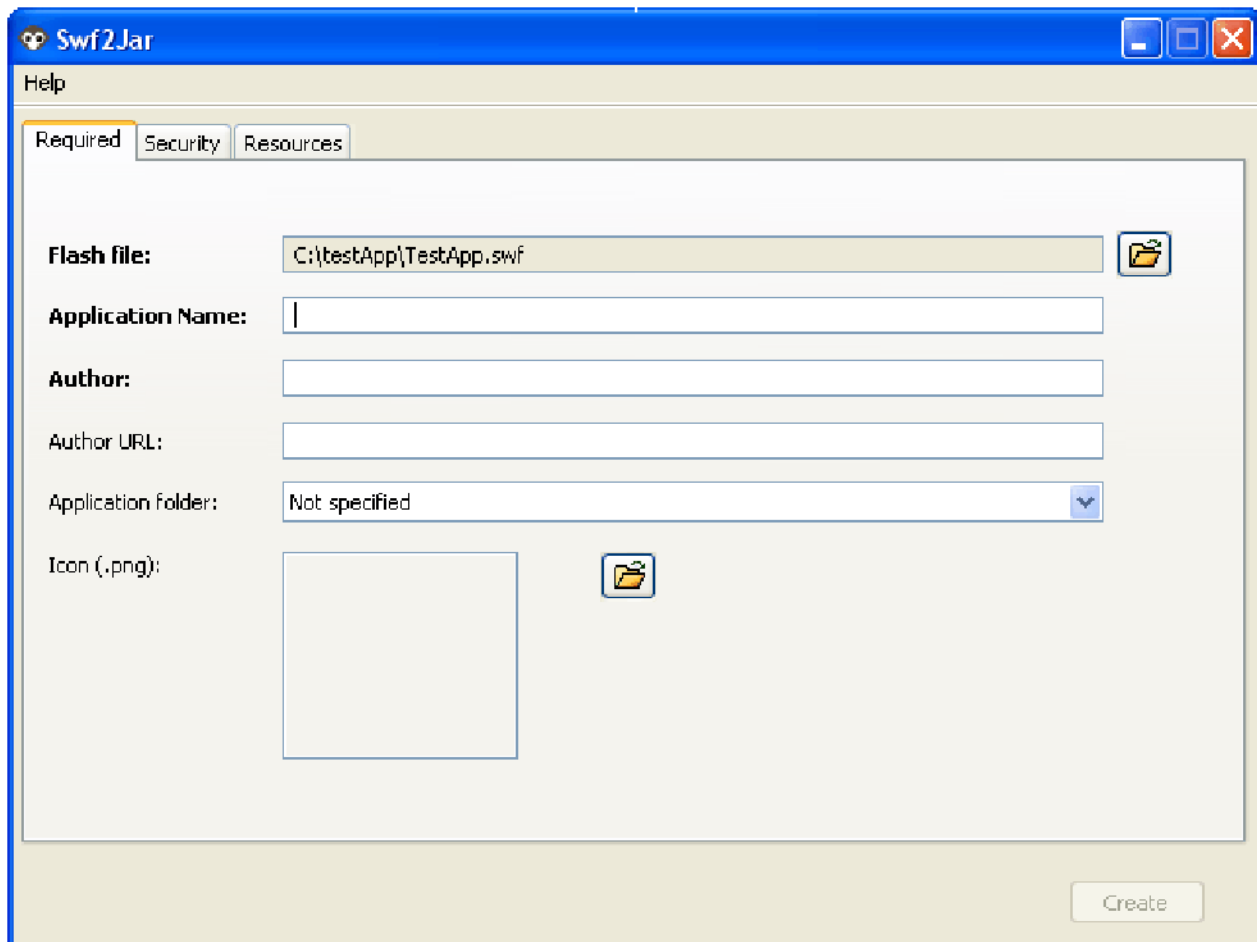 Swf2Jar
Help
Required Security Resources
Flash file: C:\testApp\TestApp.swf
Application Name:
Author:
Author URL:
Application folder: Not specified
Icon (.png):
Create